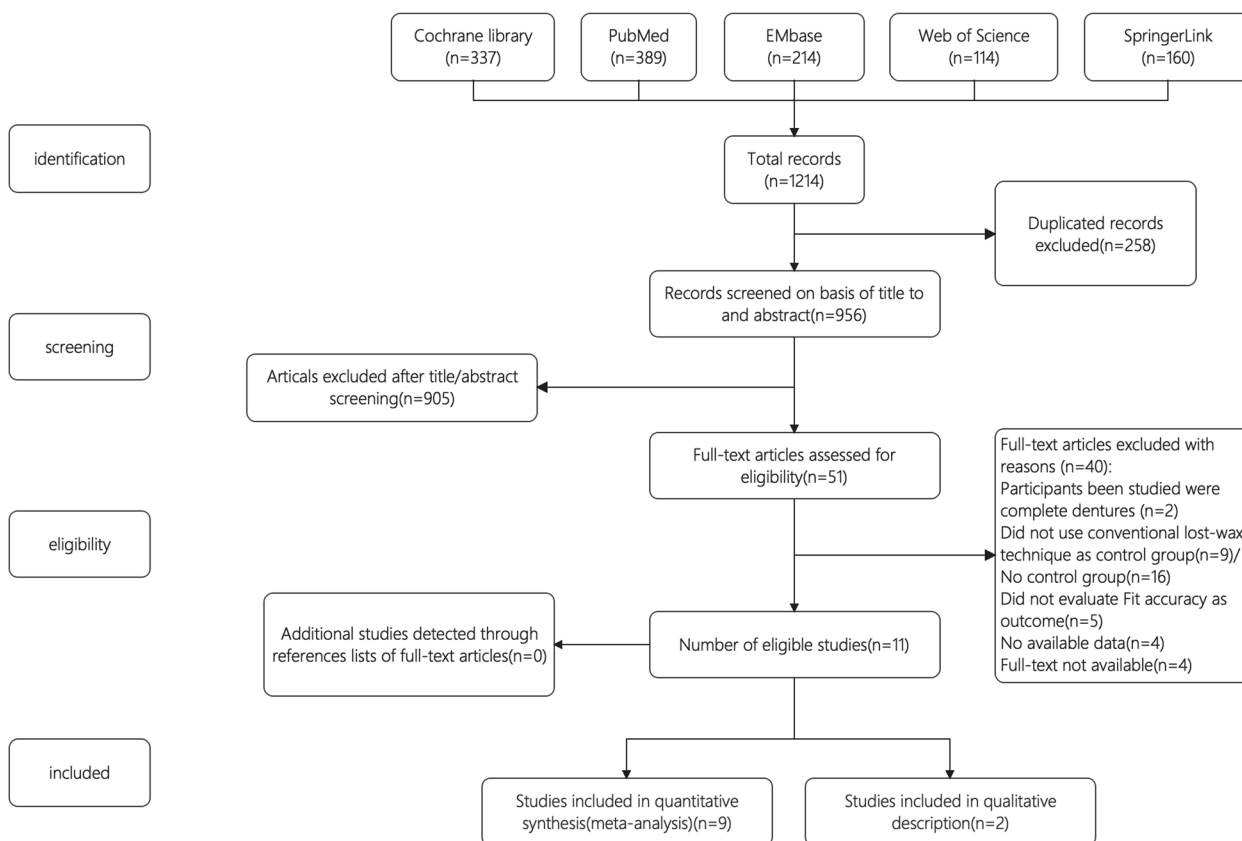 Cochrane library
(n=337)
PubMed
(n=389)
EMbase
(n=214)
Web of Science
(n=114)
SpringerLink
(n=160)
identification
Total records
(n=1214)
Duplicated records
excluded(n=258)
Records screened on basis of title to
and abstract(n=956)
screening
Articals excluded after title/abstract
screening(n=905)
Full-text articles assessed for
eligibility(n=51)
Full-text articles excluded with
reasons (n=40):
Participants been studied were
complete dentures (n=2)
Did not use conventional lost-wax
technique as control group(n=9)/
No control group(n=16)
Did not evaluate Fit accuracy as
outcome(n=5)
No available data(n=4)
Full-text not available(n=4)
eligibility
Additional studies detected through
references lists of full-text articles(n=0)
Number of eligible studies(n=11)
included
Studies included in quantitative
synthesis(meta-analysis)(n=9)
Studies included in qualitative
description(n=2)